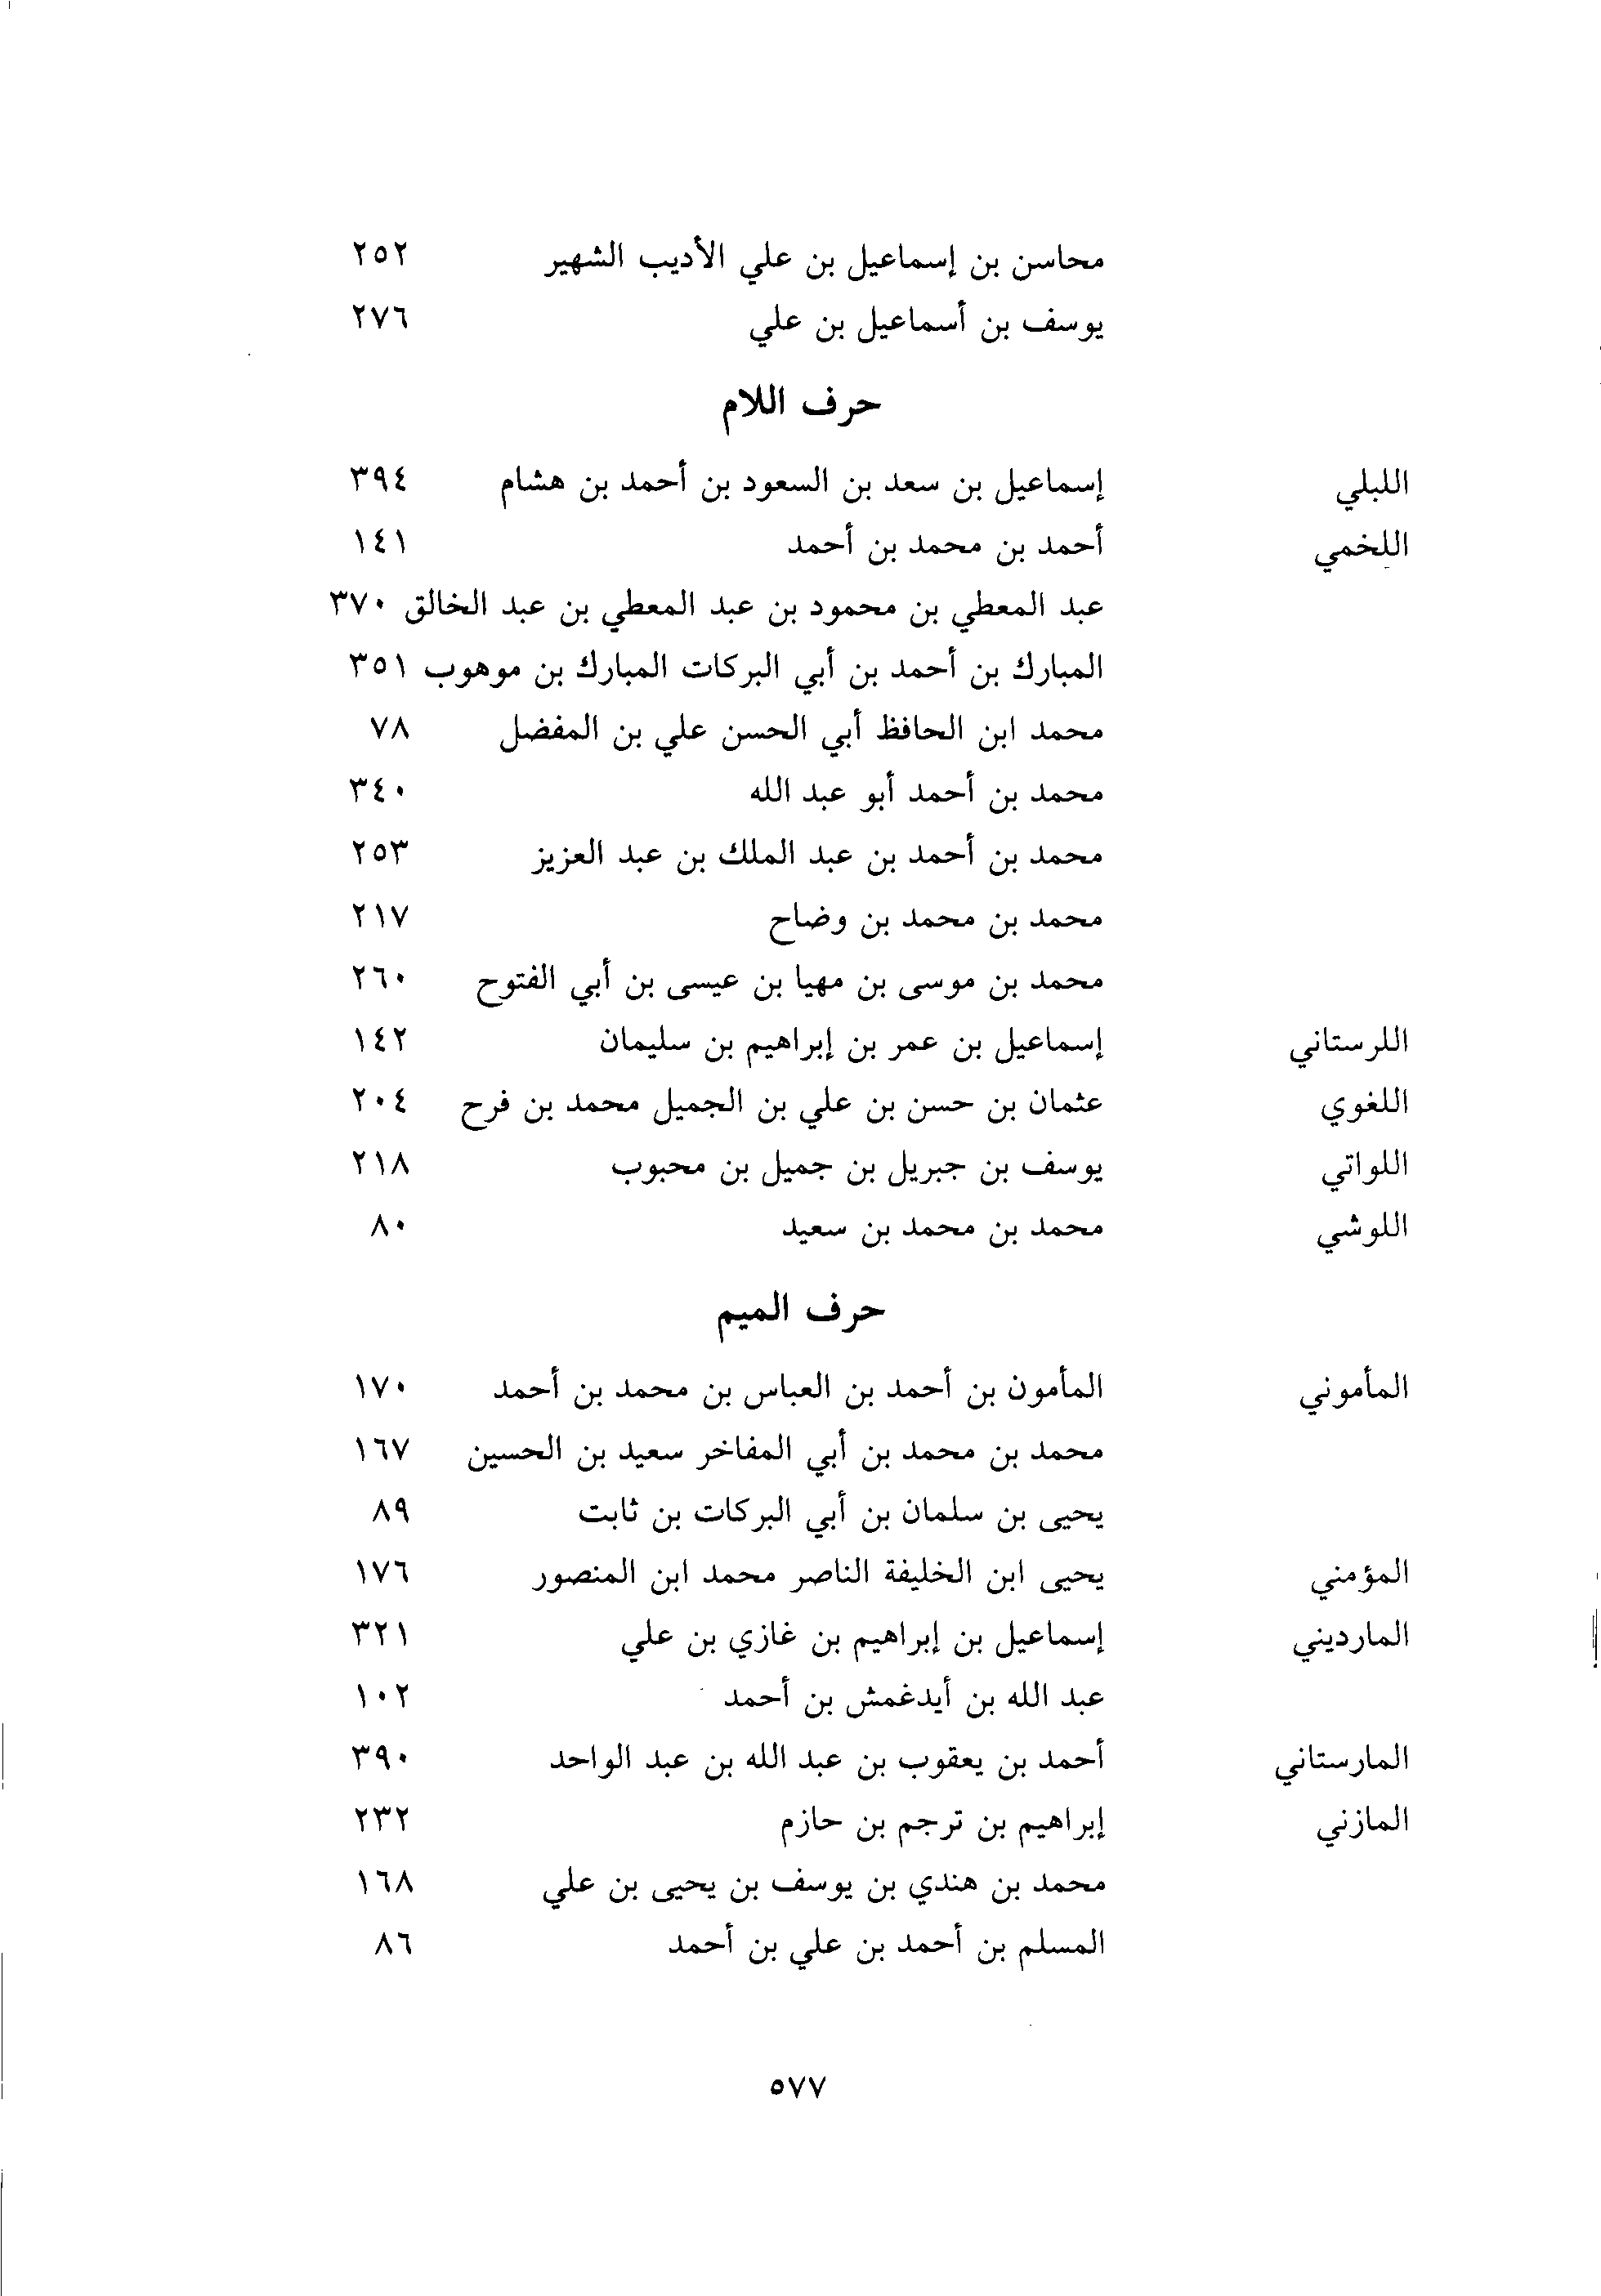 محاسن بن إسماعيل بن علي الأديب الشهير ٢٥٢
يوسف بن أسماعيل بن علي ٢٧٦
حرف اللام
اللبلي إسماعيل بن سعد بن السعود بن أحمد بن هشام ٣٩٤
اللخمي أحمد بن محمد بن أحمد ١٤١
عبد المعطي بن محمود بن عبد المعطي بن عبد الخالق ٣٧٠
المبارك بن أحمد بن أبي البركات المبارك بن موهوب ٣٥١
محمد ابن الحافظ أبي الحسن علي بن المفضل ٧٨
محمد بن أحمد أبو عبد الله ٣٤٠
محمد بن أحمد بن عبد الملك بن عبد العزيز ٢٥٣
محمد بن محمد بن وضاح ٢١٧
محمد بن موسى بن مهيا بن عيسى بن أبي الفتوح ٢٦٠
اللرستاني إسماعيل بن عمر بن إبراهيم بن سليمان ١٤٢
اللغوي عثمان بن حسن بن علي بن الجميل محمد بن فرح ٢٠٤
اللواتي يوسف بن جبريل بن جميل بن محبوب ٢١٨
اللوشي محمد بن محمد بن سعيد ٨٠
حرف الميم
المأموني المأمون بن أحمد بن العباس بن محمد بن أحمد ١٧٠
محمد بن محمد بن أبي المفاخر سعيد بن الحسين ١٦٧
يحيى بن سلمان بن أبي البركات بن ثابت ٨٩
المؤمني يحيى ابن الخليفة الناصر محمد ابن المنصور ١٧٦
المارديني إسماعيل بن إبراهيم بن غازي بن علي ٣٢١
عبد الله بن أيدغمش بن أحمد ١٠٢
المارستاني أحمد بن يعقوب بن عبد الله بن عبد الواحد ٣٩٠
المازني إبراهيم بن ترجم بن حازم ٢٣٢
محمد بن هندي بن يوسف بن يحيى بن علي ١٦٨
المسلم بن أحمد بن علي بن أحمد ٨٦
٥٧٧